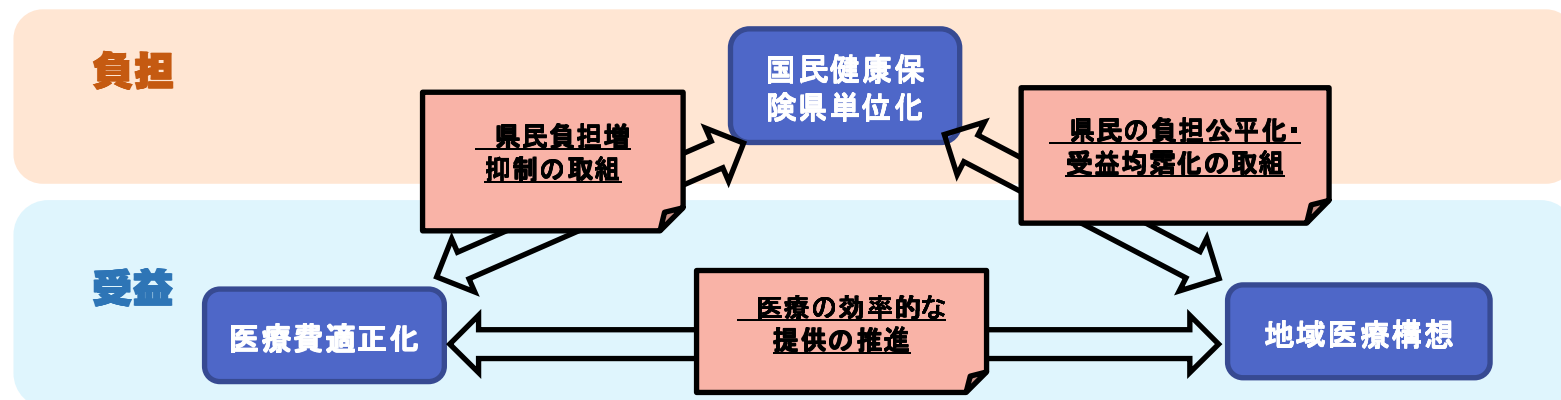 負担
国民健康保
険県単位化
県民負担増
抑制の取組
県民の負担公平化・
受益均霑化の取組
受益
医療費適正化
医療の効率的な
提供の推進
地域医療構想